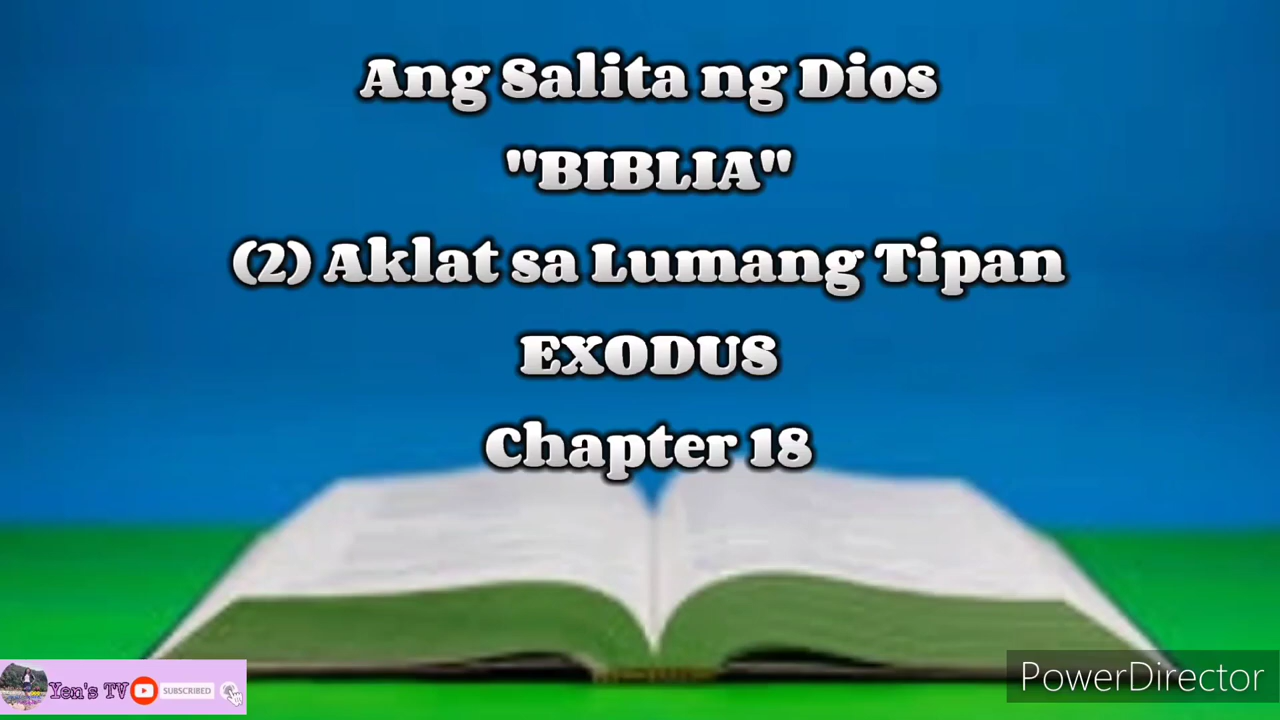 Ang Salita ng Dios
"BIBLIA"
(2) Aklat sa Lumang Tipan
EXODUS
Chapter 18
Yen's TV SUBSCRIBED
PowerDirector